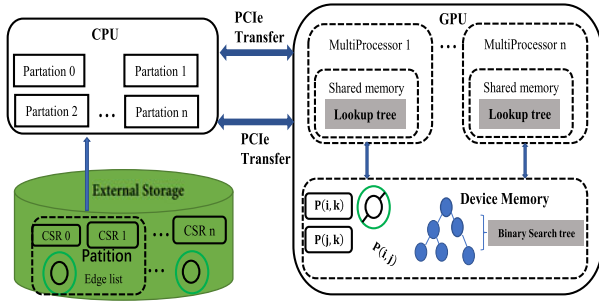 CPU
Partation 0
Partation 1
Partation 2
...
Partation n
PCIe
Transfer
PCIe
Transfer
GPU
MultiProcessor 1
...
MultiProcessor n
Shared memory
Lookup tree
Shared memory
Lookup tree
External Storage
CSR 0
CSR 1
...
CSR n
Patition
Edge list
...
P(i,k)
P(j,k)
P(i,j)
Device Memory
Binary Search tree